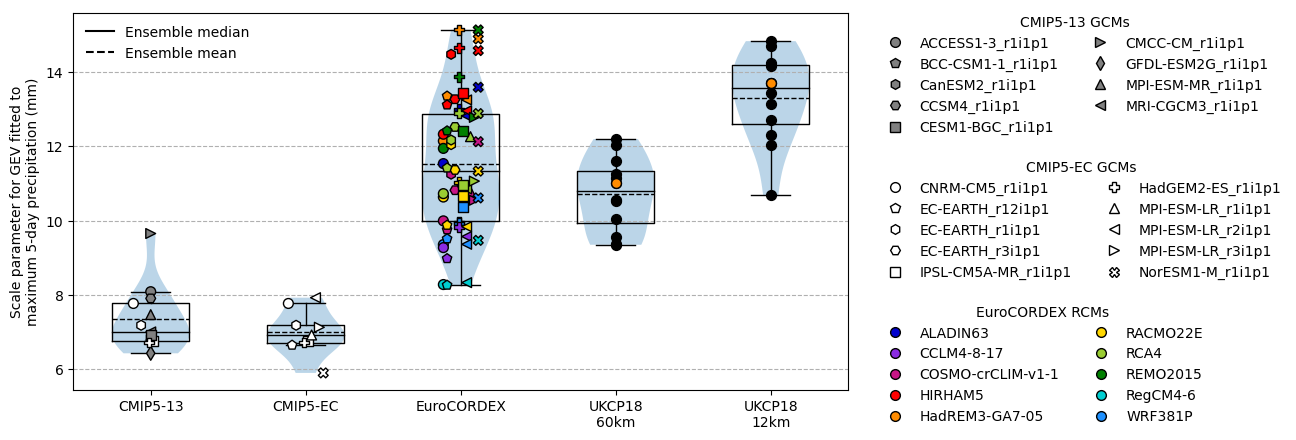 Scale parameter for GEV fitted to
maximum 5-day precipitation (mm)
14
12
10
8
6
Ensemble median
Ensemble mean
CMIP5-13
CMIP5-EC
EuroCORDEX
UKCP18
60km
UKCP18
12km
CMIP5-13 GCMs
ACCESS1-3_r1i1p1
BCC-CSM1-1_r1i1p1
CanESM2_r1i1p1
CCSM4_r1i1p1
CESM1-BGC_r1i1p1
CMCC-CM_r1i1p1
GFDL-ESM2G_r1i1p1
MPI-ESM-MR_r1i1p1
MRI-CGCM3_r1i1p1
CMIP5-EC GCMs
CNRM-CM5_r1i1p1
EC-EARTH_r12i1p1
EC-EARTH_r1i1p1
EC-EARTH_r3i1p1
IPSL-CM5A-MR_r1i1p1
HadGEM2-ES_r1i1p1
MPI-ESM-LR_r1i1p1
MPI-ESM-LR_r2i1p1
MPI-ESM-LR_r3i1p1
NorESM1-M_r1i1p1
EuroCORDEX RCMs
ALADIN63
CCLM4-8-17
COSMO-crCLIM-v1-1
HIRHAM5
HadREM3-GA7-05
RACMO22E
RCA4
REMO2015
RegCM4-6
WRF381P